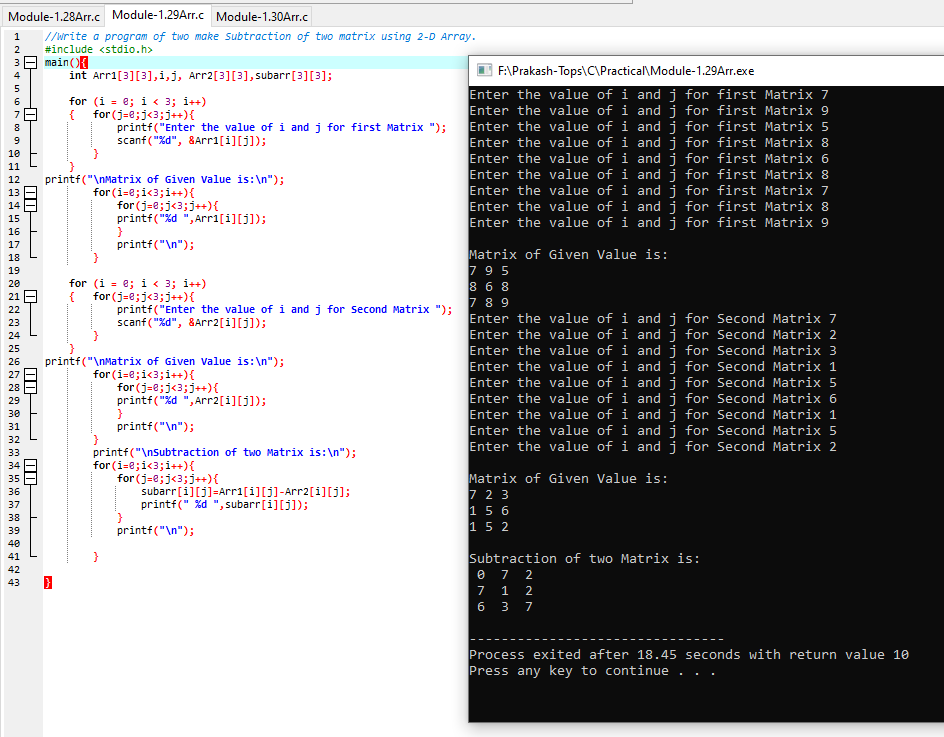 Module-1.28Arr.c Module-1.29Arr.c Module-1.30Arr.c
1 //Write a program of two make Subtraction of two matrix using 2-D Array.
2 #include <stdio.h>
3 main(){
4 int Arr1[3][3],i,j, Arr2[3][3],subarr[3][3];
5
6 for (i = 0; i < 3; i++)
7 { for(j=0;j<3;j++){
8 printf("Enter the value of i and j for first Matrix ");
9 scanf("%d", &Arr1[i][j]);
10 }
11 }
12 printf("\nMatrix of Given Value is:\n");
13 for(i=0;i<3;i++){
14 for(j=0;j<3;j++){
15 printf("%d ",Arr1[i][j]);
16 }
17 printf("\n");
18 }
19
20 for (i = 0; i < 3; i++)
21 { for(j=0;j<3;j++){
22 printf("Enter the value of i and j for Second Matrix ");
23 scanf("%d", &Arr2[i][j]);
24 }
25 }
26 printf("\nMatrix of Given Value is:\n");
27 for(i=0;i<3;i++){
28 for(j=0;j<3;j++){
29 printf("%d ",Arr2[i][j]);
30 }
31 printf("\n");
32 }
33 printf("\nSubtraction of two Matrix is:\n");
34 for(i=0;i<3;i++){
35 for(j=0;j<3;j++){
36 subarr[i][j]=Arr1[i][j]-Arr2[i][j];
37 printf(" %d ",subarr[i][j]);
38 }
39 printf("\n");
40
41 }
42
43 }
F:\Prakash-Tops\C\Practical\Module-1.29Arr.exe
Enter the value of i and j for first Matrix 7
Enter the value of i and j for first Matrix 9
Enter the value of i and j for first Matrix 5
Enter the value of i and j for first Matrix 8
Enter the value of i and j for first Matrix 6
Enter the value of i and j for first Matrix 8
Enter the value of i and j for first Matrix 7
Enter the value of i and j for first Matrix 8
Enter the value of i and j for first Matrix 9
Matrix of Given Value is:
7 9 5
8 6 8
7 8 9
Enter the value of i and j for Second Matrix 7
Enter the value of i and j for Second Matrix 2
Enter the value of i and j for Second Matrix 3
Enter the value of i and j for Second Matrix 1
Enter the value of i and j for Second Matrix 5
Enter the value of i and j for Second Matrix 6
Enter the value of i and j for Second Matrix 1
Enter the value of i and j for Second Matrix 5
Enter the value of i and j for Second Matrix 2
Matrix of Given Value is:
7 2 3
1 5 6
1 5 2
Subtraction of two Matrix is:
0 7 2
7 1 2
6 3 7
--------------------------------
Process exited after 18.45 seconds with return value 10
Press any key to continue . . .